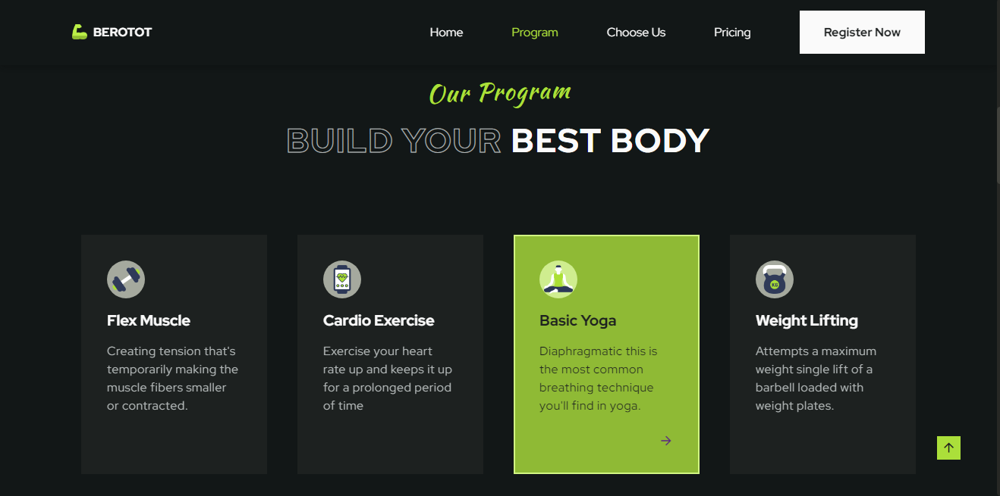 BEROTOT
Home
Program
Choose Us
Pricing
Register Now
Our Program
BUILD YOUR BEST BODY
Flex Muscle
Creating tension that's
temporarily making the
muscle fibers smaller
or contracted.
Cardio Exercise
Exercise your heart
rate up and keeps it up
for a prolonged period
of time
Basic Yoga
Diaphragmatic this is
the most common
breathing technique
you'll find in yoga.
KG
Weight Lifting
Attempts a maximum
weight single lift of a
barbell loaded with
weight plates.